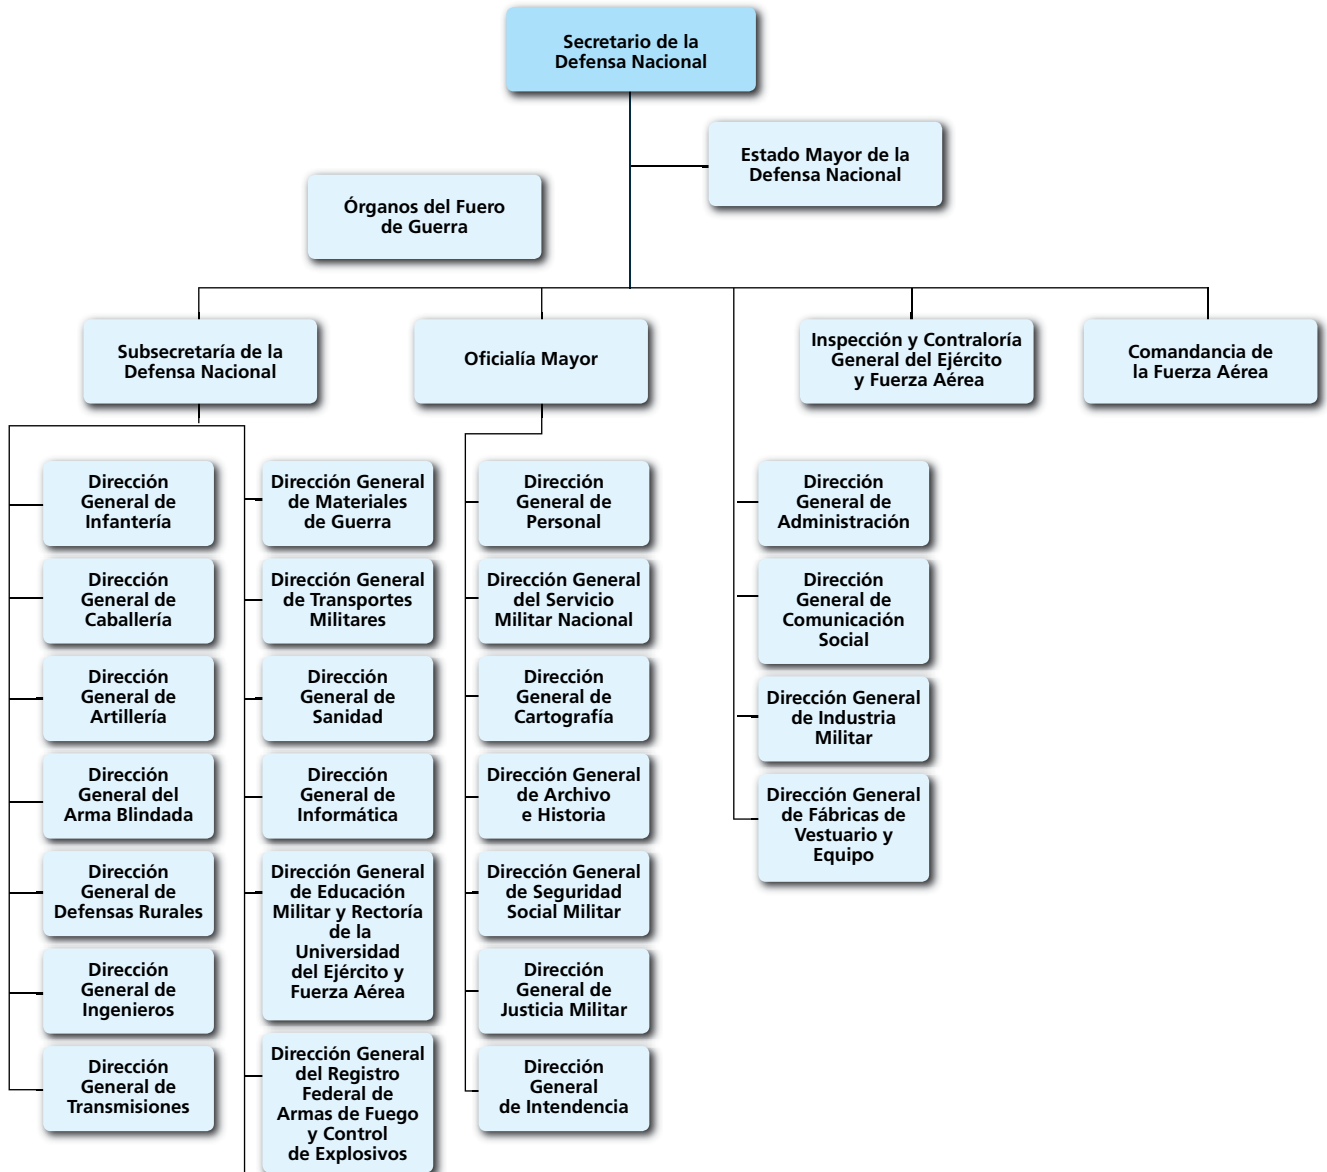 Secretario de la
Defensa Nacional
Estado Mayor de la
Defensa Nacional
Órganos del Fuero
de Guerra
Subsecretaría de la
Defensa Nacional
Oficialía Mayor
Inspección y Contraloría
General del Ejército
y Fuerza Aérea
Comandancia de
la Fuerza Aérea
Dirección
General de
Infantería
Dirección
General de
Caballería
Dirección
General de
Artillería
Dirección
General del
Arma Blindada
Dirección
General de
Defensas Rurales
Dirección
General de
Ingenieros
Dirección
General de
Transmisiones
Dirección General
de Materiales
de Guerra
Dirección General
de Transportes
Militares
Dirección
General de
Sanidad
Dirección
General de
Informática
Dirección General
de Educación
Militar y Rectoría
de la
Universidad
del Ejército y
Fuerza Aérea
Dirección General
del Registro
Federal de
Armas de Fuego
y Control
de Explosivos
Dirección
General de
Personal
Dirección General
del Servicio
Militar Nacional
Dirección
General de
Cartografía
Dirección General
de Archivo
e Historia
Dirección General
de Seguridad
Social Militar
Dirección
General de
Justicia Militar
Dirección
General
de Intendencia
Dirección
General de
Administración
Dirección
General de
Comunicación
Social
Dirección General
de Industria
Militar
Dirección General
de Fábricas de
Vestuario y
Equipo